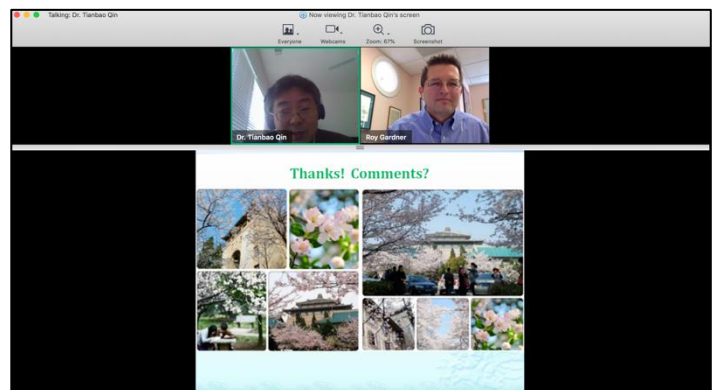 Talking: Dr. Tianbao Qin
Now viewing Dr. Tianbao Qin's screen
Everyone
Webcams
Zoom: 67%
Screenshot
Dr. Tianbao Qin
Roy Gardner
Thanks! Comments?